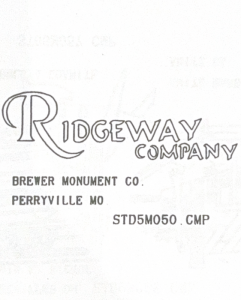 RIDGEWAY
COMPANY
BREWER MONUMENT CO.
PERRYVILLE MO
STD5M050.CMP